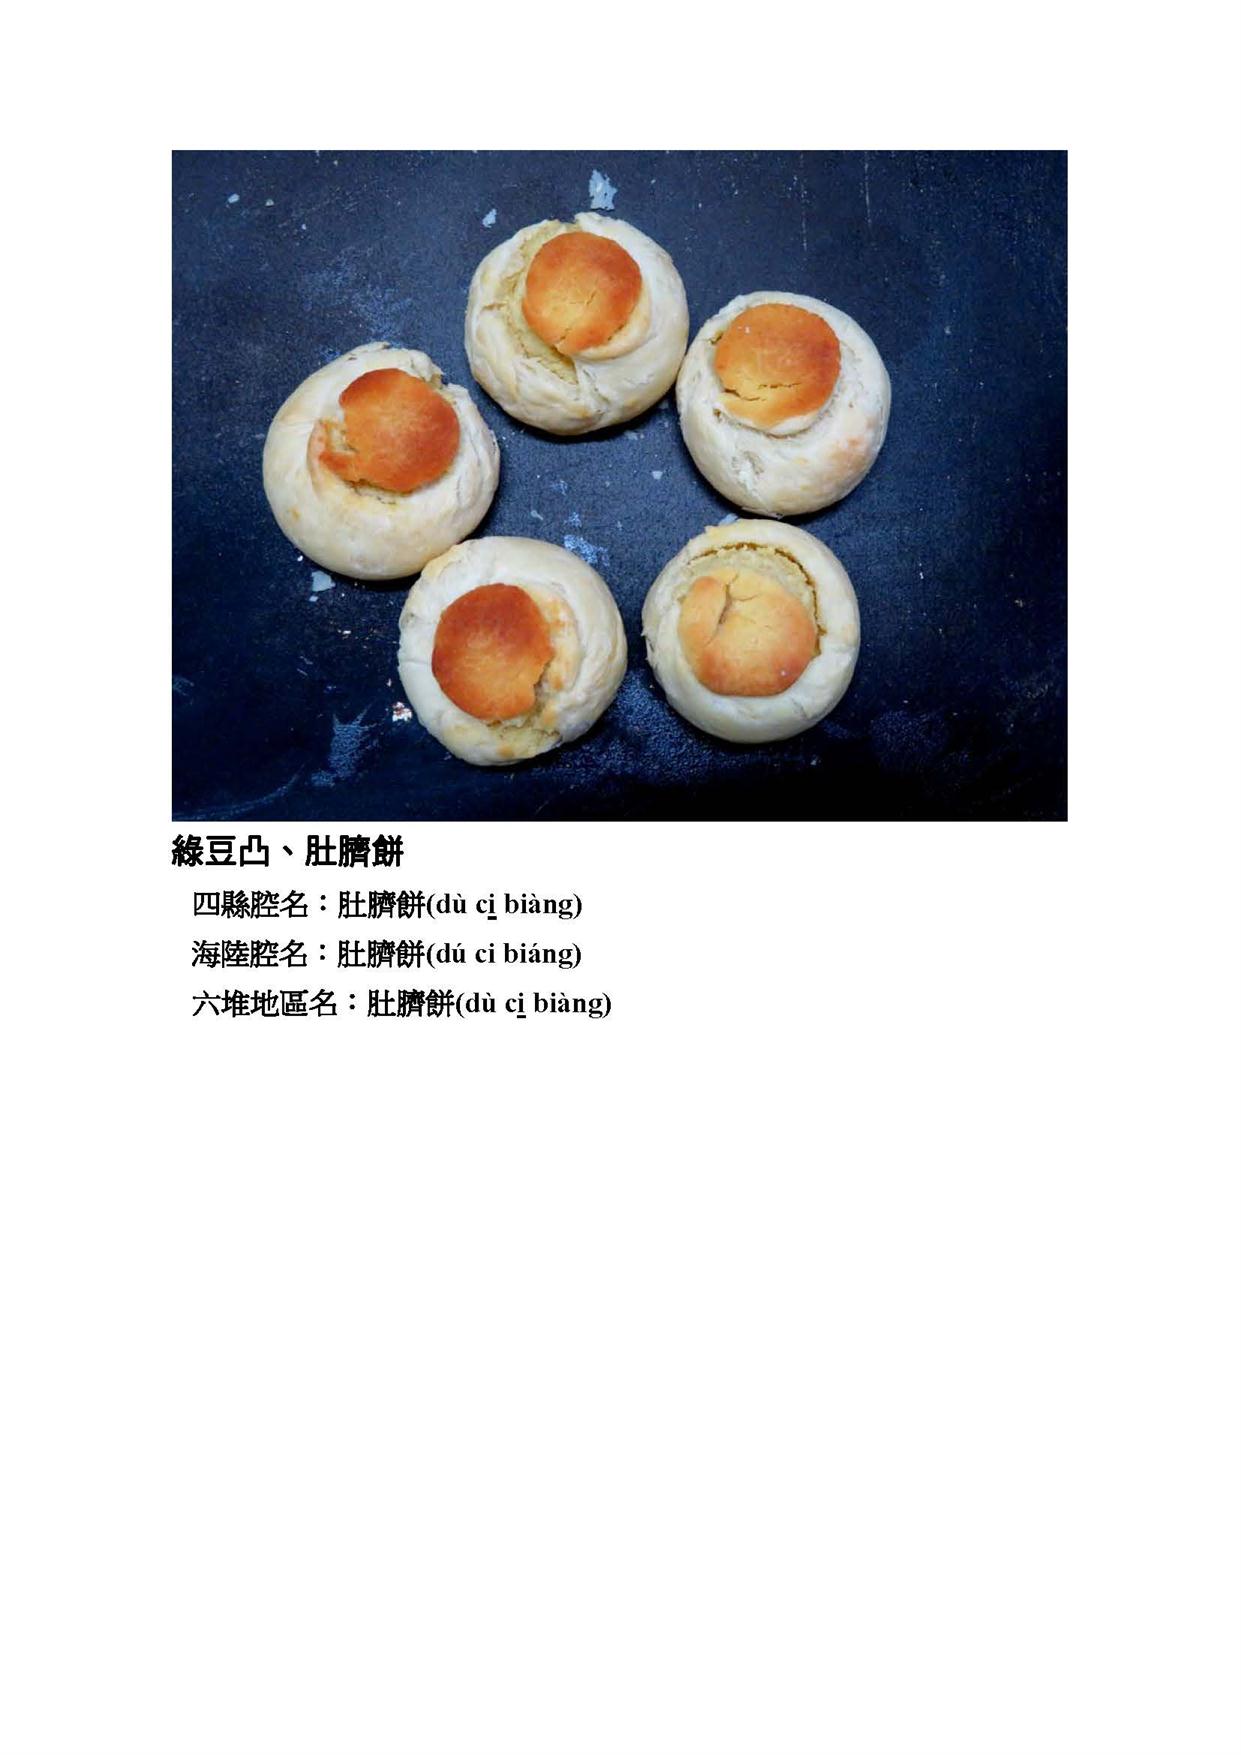 綠豆凸、肚臍餅
四縣腔名：肚臍餅(dù ci̲ biàng)
海陸腔名：肚臍餅(dú ci biáng)
六堆地區名：肚臍餅(dù ci̲ biàng)